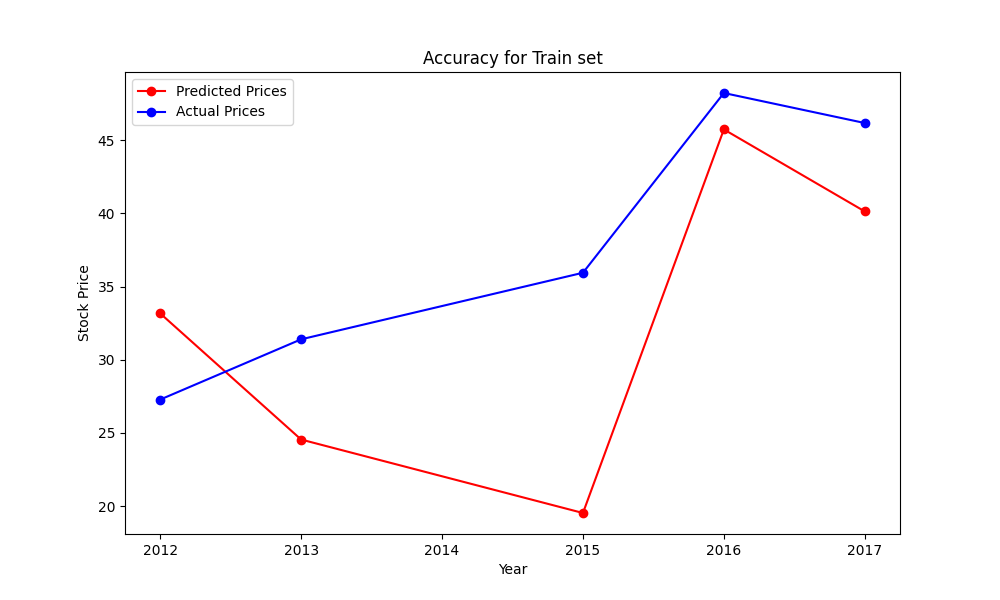 Accuracy for Train set
Predicted Prices
Actual Prices
45
40
35
30
25
20
Stock Price
2012 2013 2014 2015 2016 2017
Year